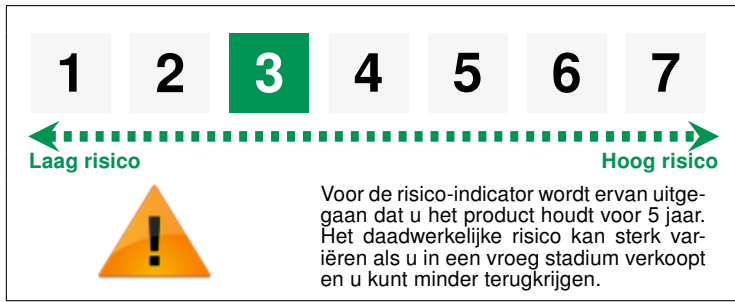 1 2 3 4 5 6 7
Laag risico Hoog risico
!
Voor de risico-indicator wordt ervan uitge-
gaan dat u het product houdt voor 5 jaar.
Het daadwerkelijke risico kan sterk var-
iëren als u in een vroeg stadium verkoopt
en u kunt minder terugkrijgen.